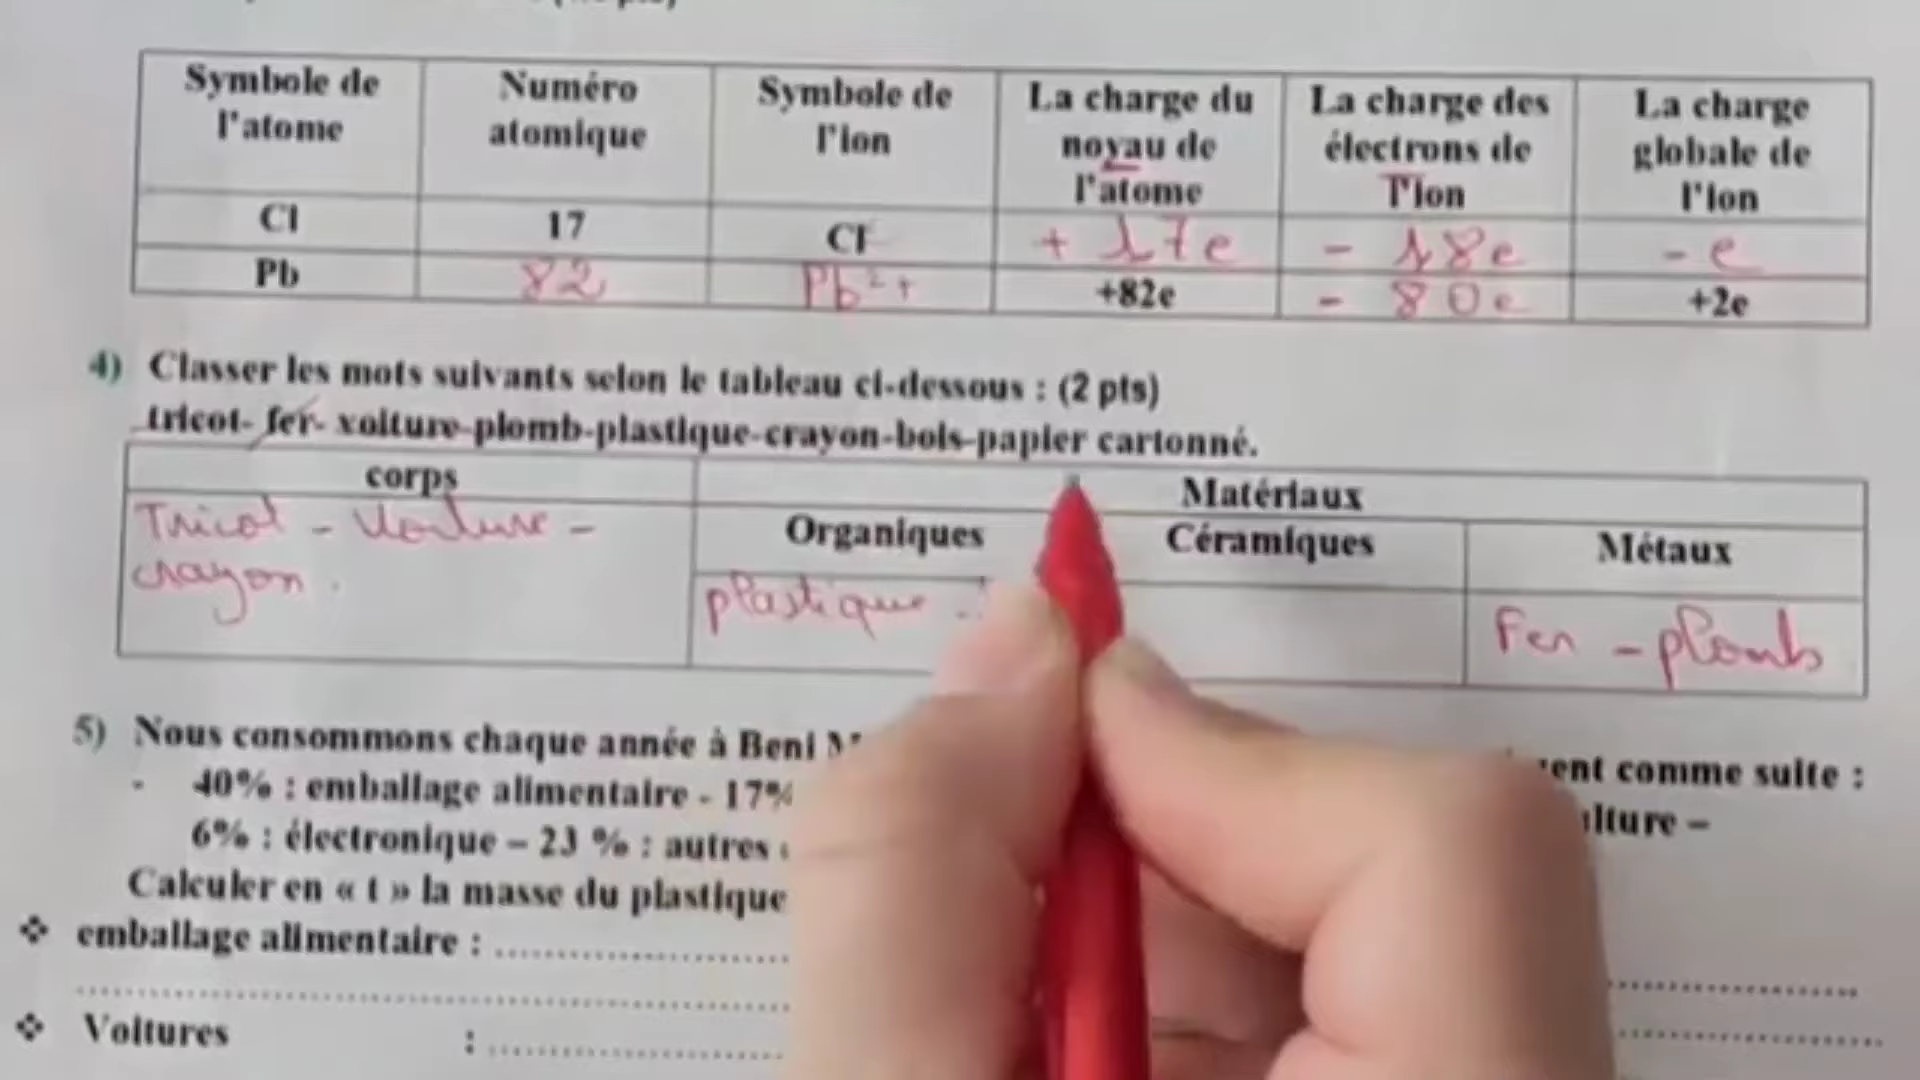 Symbole de l'atome
Numéro atomique
Symbole de l'ion
La charge du noyau de l'atome
La charge des électrons de l'ion
La charge globale de l'ion
Cl 17 Cl⁻ + 17e - 18e - e
Pb 82 Pb²⁺ +82e - 80e +2e
4) Classer les mots suivants selon le tableau ci-dessous : (2 pts)
tricot- fer- voiture-plomb-plastique-crayon-bois-papier cartonné.
corps
Matériaux
Organiques Céramiques Métaux
Tricot - Voiture -
crayon.
plastique -
Fer - plomb
5) Nous consommons chaque année à Beni
comme suite :
- 40% : emballage alimentaire - 17%
6% : électronique – 23 % : autres
Calculer en « t » la masse du plastique
❖ emballage alimentaire :
❖ Voitures :